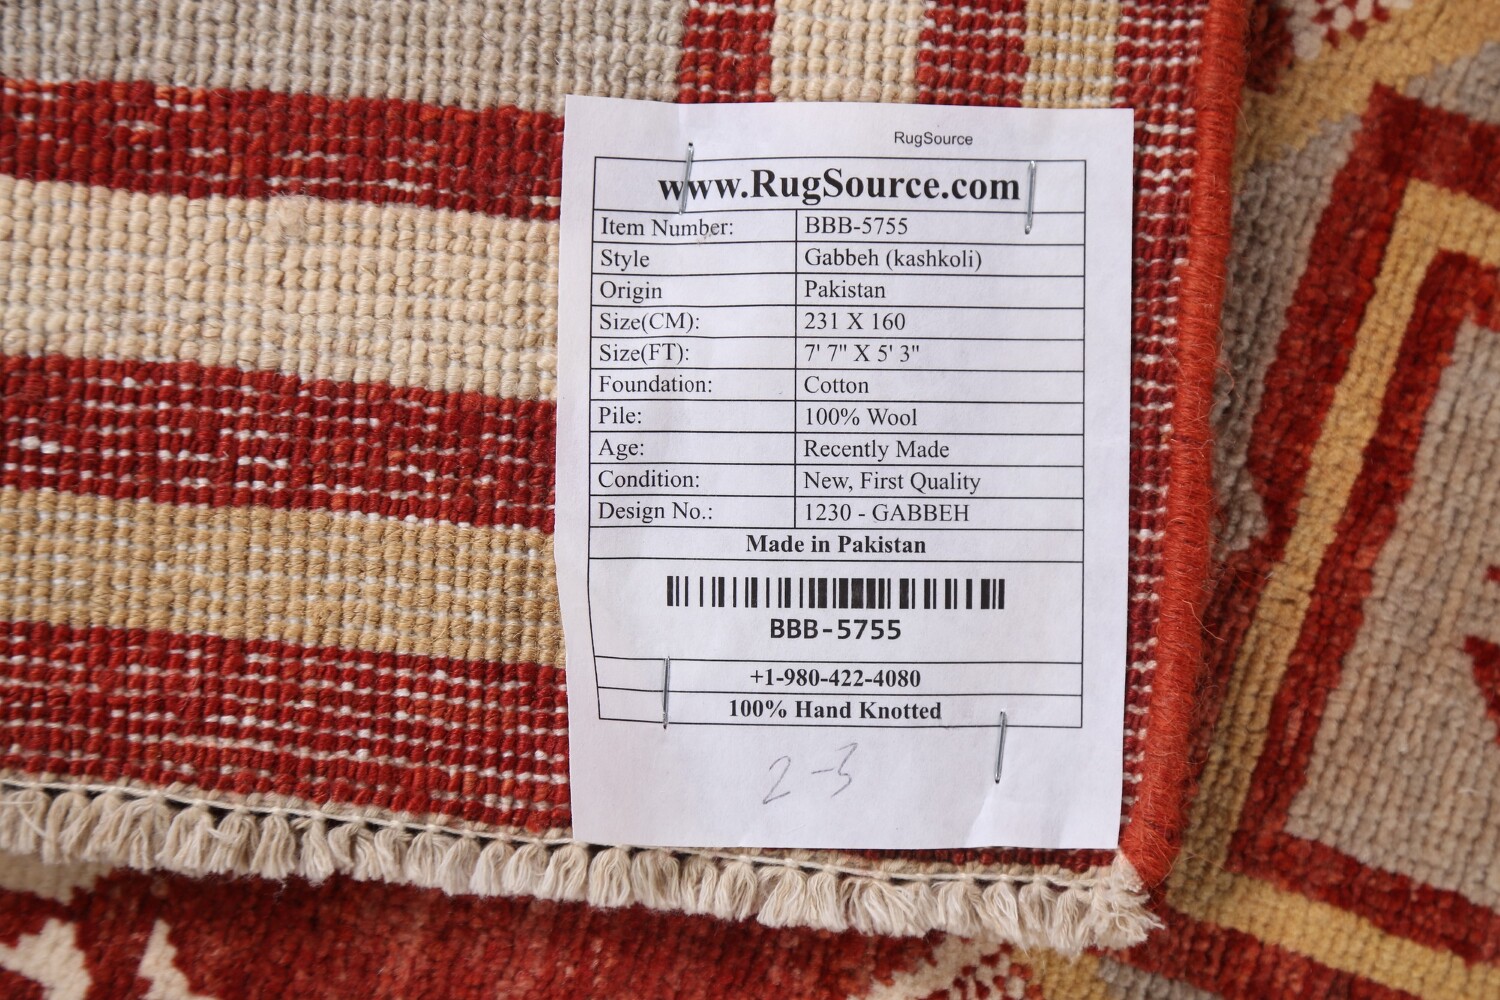 RugSource
www.RugSource.com
Item Number: BBB-5755
Style Gabbeh (kashkoli)
Origin Pakistan
Size(CM): 231 X 160
Size(FT): 7' 7" X 5' 3"
Foundation: Cotton
Pile: 100% Wool
Age: Recently Made
Condition: New, First Quality
Design No.: 1230 - GABBEH
Made in Pakistan
BBB-5755
+1-980-422-4080
100% Hand Knotted
2-3